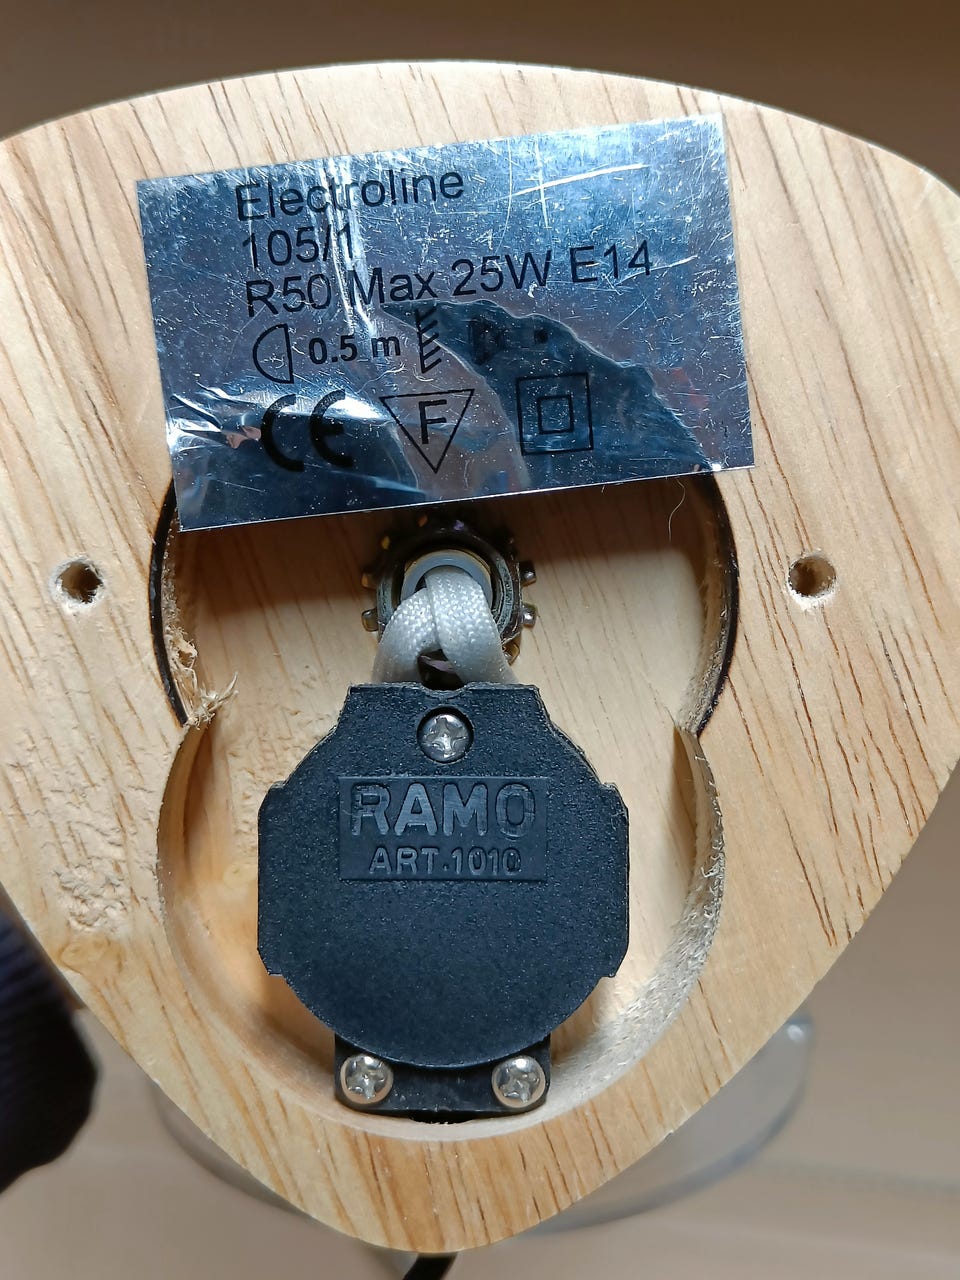 Electroline
105/1
R50 Max 25W E14
0.5 m
CE F
RAMO
ART.1010